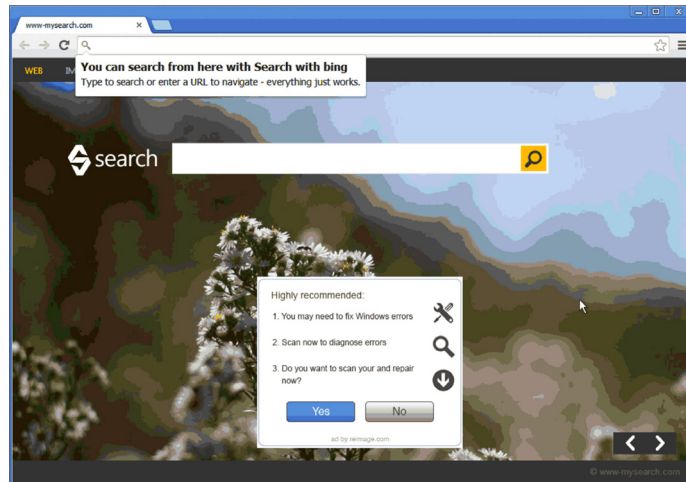 www-mysearch.com
You can search from here with Search with bing
Type to search or enter a URL to navigate - everything just works.
WEB
search
Highly recommended:
1. You may need to fix Windows errors
2. Scan now to diagnose errors
3. Do you want to scan your and repair
now?
Yes No
ad by reimage.com
© www-mysearch.com